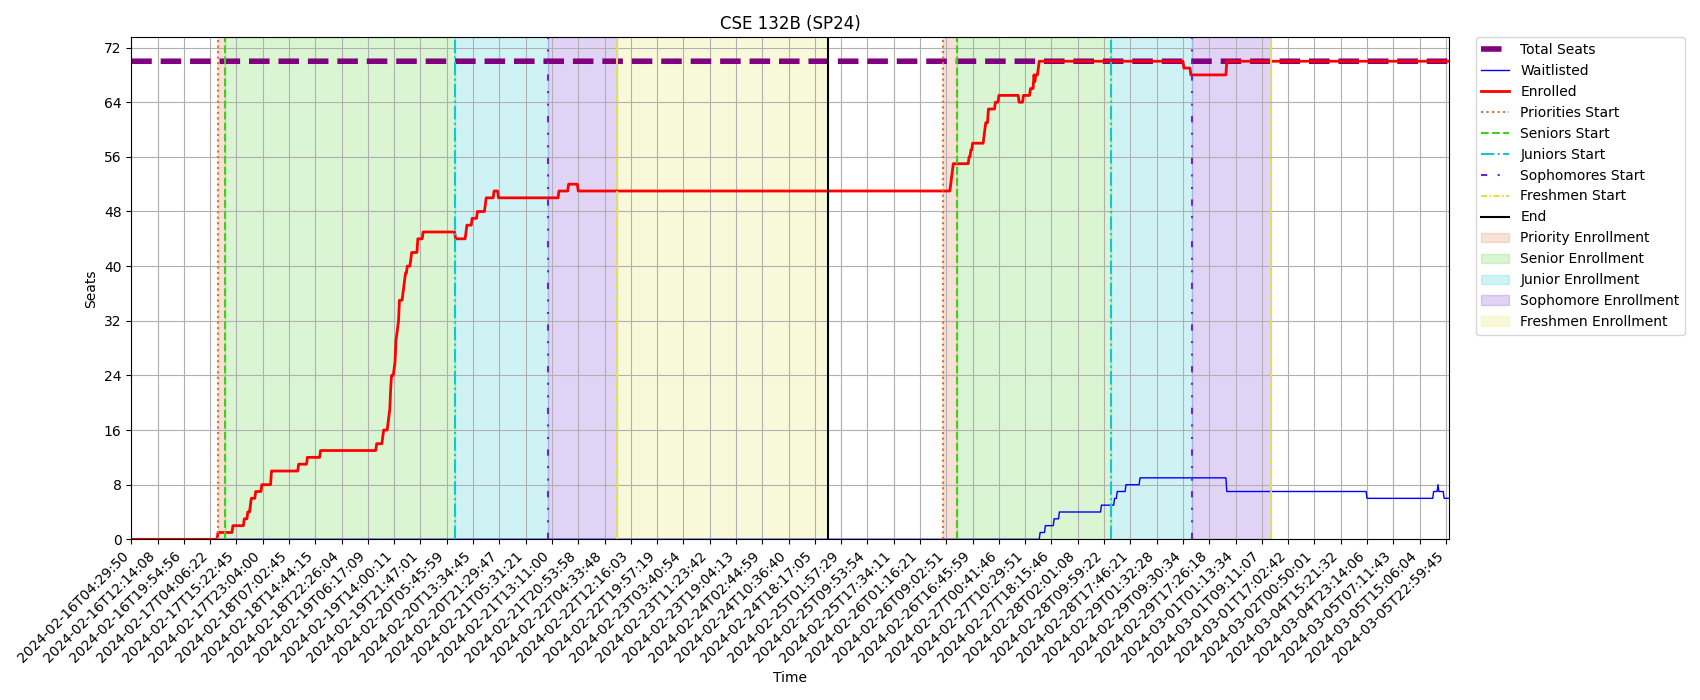 CSE 132B (SP24)
Seats
72
64
56
48
40
32
24
16
8
0
2024-02-16T04:29:50
2024-02-16T12:14:08
2024-02-16T19:54:56
2024-02-17T04:06:22
2024-02-17T15:22:45
2024-02-17T23:04:00
2024-02-18T07:02:45
2024-02-18T14:44:15
2024-02-18T22:26:04
2024-02-19T06:17:09
2024-02-19T14:00:11
2024-02-19T21:47:01
2024-02-20T05:45:59
2024-02-20T13:34:45
2024-02-20T21:29:47
2024-02-21T05:31:21
2024-02-21T13:11:00
2024-02-21T20:53:58
2024-02-22T04:33:48
2024-02-22T12:16:03
2024-02-22T19:57:19
2024-02-23T03:40:54
2024-02-23T11:23:42
2024-02-23T19:04:13
2024-02-24T02:44:59
2024-02-24T10:36:40
2024-02-24T18:17:05
2024-02-25T01:57:29
2024-02-25T09:53:54
2024-02-25T17:34:11
2024-02-26T01:16:21
2024-02-26T09:02:51
2024-02-26T16:45:59
2024-02-27T00:41:46
2024-02-27T10:29:51
2024-02-27T18:15:46
2024-02-28T02:01:08
2024-02-28T09:59:22
2024-02-28T17:46:21
2024-02-29T01:32:28
2024-02-29T09:30:34
2024-02-29T17:26:18
2024-03-01T01:13:34
2024-03-01T09:11:07
2024-03-01T17:02:42
2024-03-02T00:50:01
2024-03-04T15:21:32
2024-03-04T23:14:06
2024-03-05T07:11:43
2024-03-05T15:06:04
2024-03-05T22:59:45
Time
Total Seats
Waitlisted
Enrolled
Priorities Start
Seniors Start
Juniors Start
Sophomores Start
Freshmen Start
End
Priority Enrollment
Senior Enrollment
Junior Enrollment
Sophomore Enrollment
Freshmen Enrollment